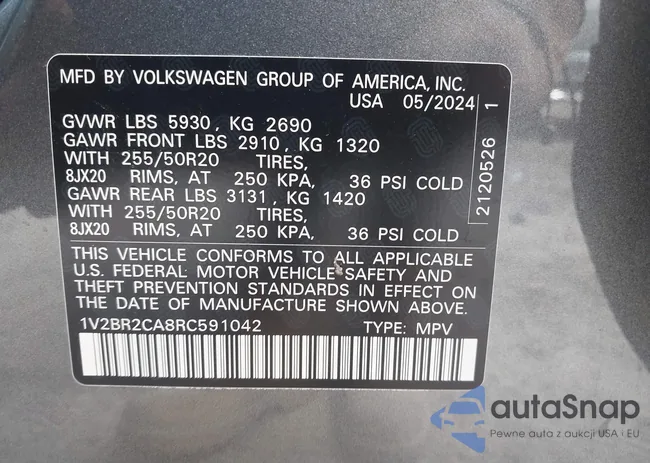 MFD BY VOLKSWAGEN GROUP OF AMERICA, INC.
USA 05/2024
GVWR LBS 5930, KG 2690
GAWR FRONT LBS 2910, KG 1320
WITH 255/50R20 TIRES,
8JX20 RIMS, AT 250 KPA, 36 PSI COLD
GAWR REAR LBS 3131, KG 1420
WITH 255/50R20 TIRES,
8JX20 RIMS, AT 250 KPA, 36 PSI COLD
THIS VEHICLE CONFORMS TO ALL APPLICABLE
U.S. FEDERAL MOTOR VEHICLE SAFETY AND
THEFT PREVENTION STANDARDS IN EFFECT ON
THE DATE OF MANUFACTURE SHOWN ABOVE.
1V2BR2CA8RC591042 TYPE: MPV
2120526 1
autoSnap
Pewne auta z aukcji USA i EU